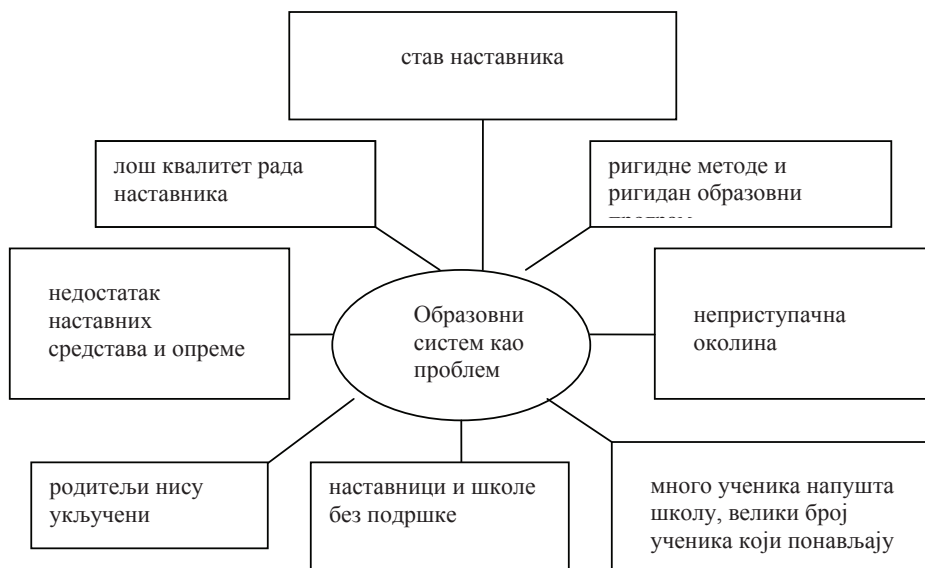 став наставника
лош квалитет рада
наставника
ригидне методе и
ригидан образовни
недостатак
наставних
средстава и опреме
Образовни
систем као
проблем
неприступачна
околина
родитељи нису
укључени
наставници и школе
без подршке
много ученика напушта
школу, велики број
ученика који понављају